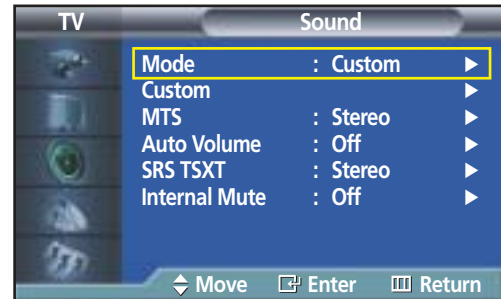 TV Sound
Mode : Custom
Custom
MTS : Stereo
Auto Volume : Off
SRS TSXT : Stereo
Internal Mute : Off
Move Enter Return